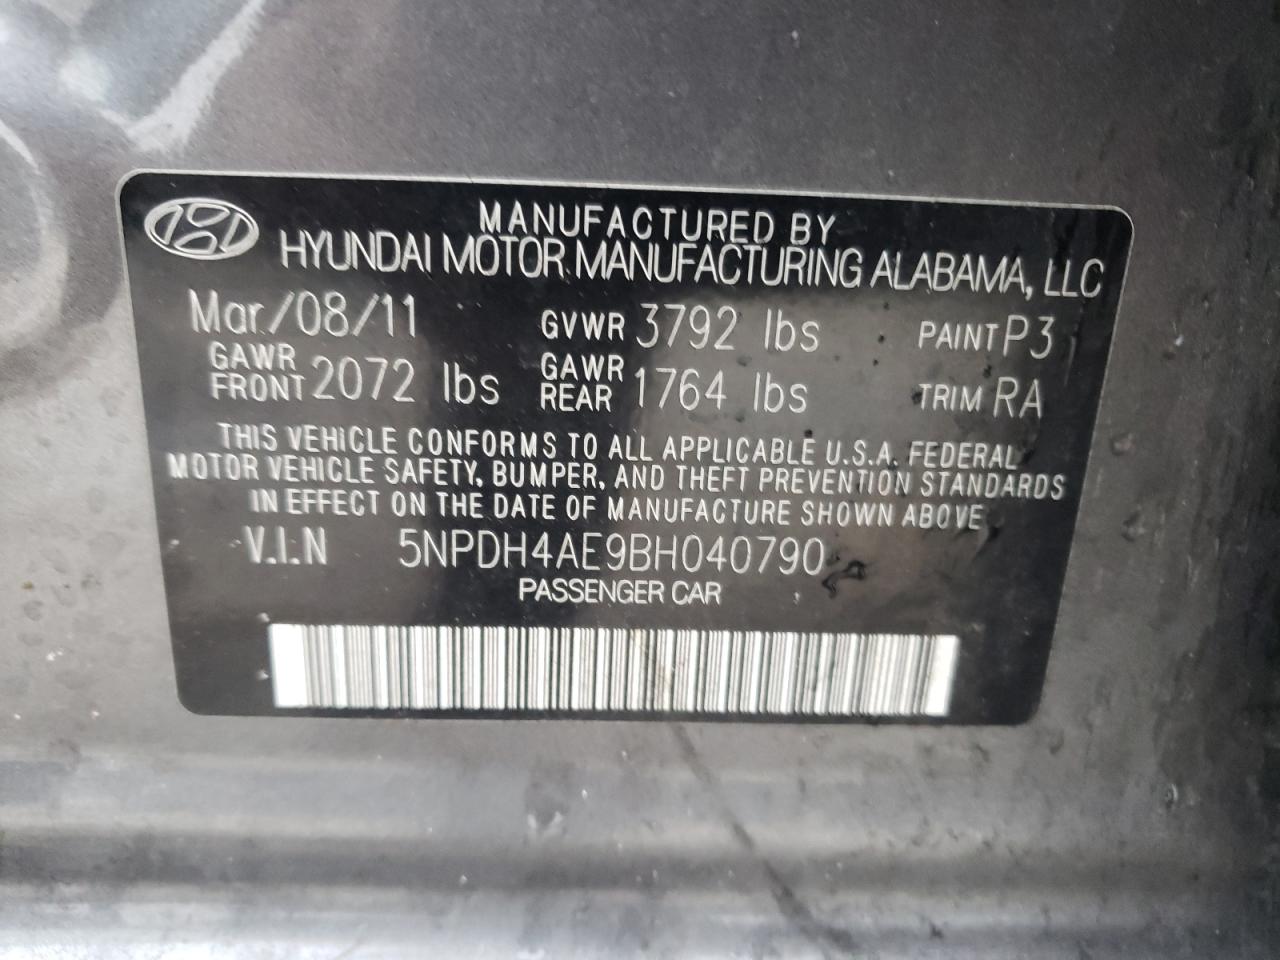 MANUFACTURED BY
HYUNDAI MOTOR MANUFACTURING ALABAMA, LLC
Mar/08/11 GVWR 3792 lbs PAINT P3
GAWR FRONT 2072 lbs GAWR REAR 1764 lbs TRIM RA
THIS VEHICLE CONFORMS TO ALL APPLICABLE U.S.A. FEDERAL
MOTOR VEHICLE SAFETY, BUMPER, AND THEFT PREVENTION STANDARDS
IN EFFECT ON THE DATE OF MANUFACTURE SHOWN ABOVE
V.I.N 5NPDH4AE9BH040790
PASSENGER CAR